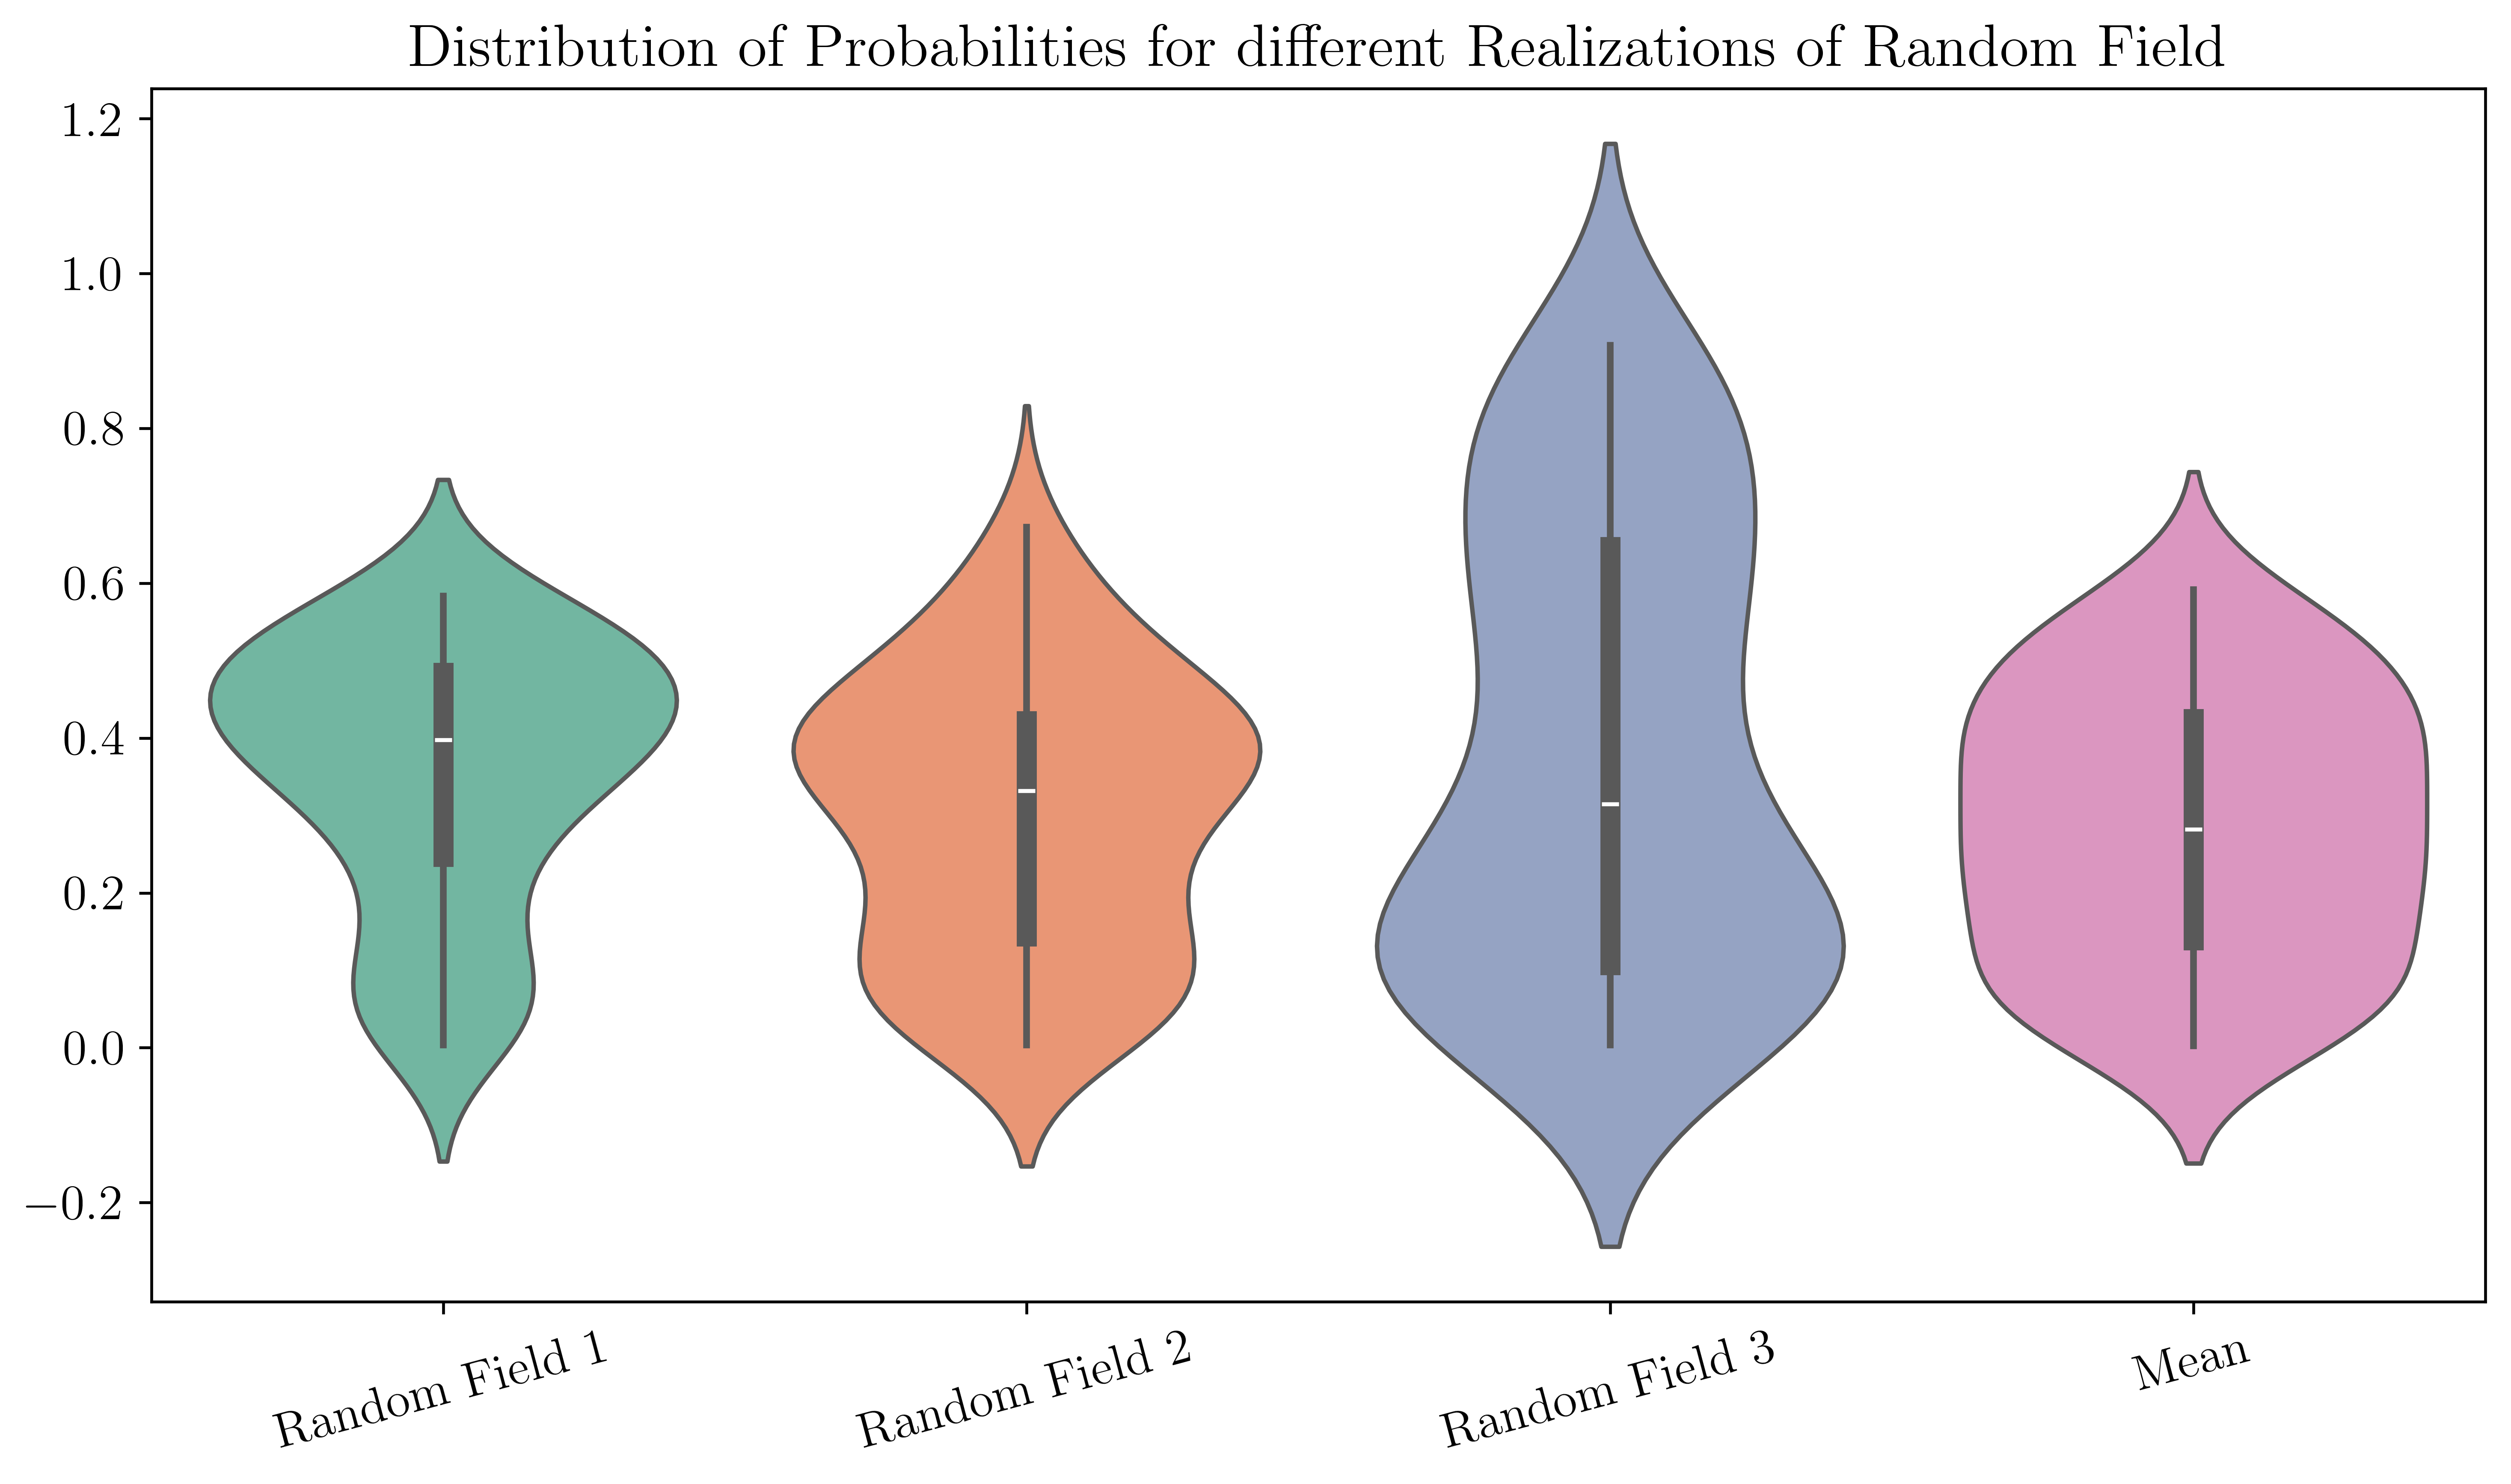 Distribution of Probabilities for different Realizations of Random Field
1.2
1.0
0.8
0.6
0.4
0.2
0.0
−0.2
Random Field 1
Random Field 2
Random Field 3
Mean